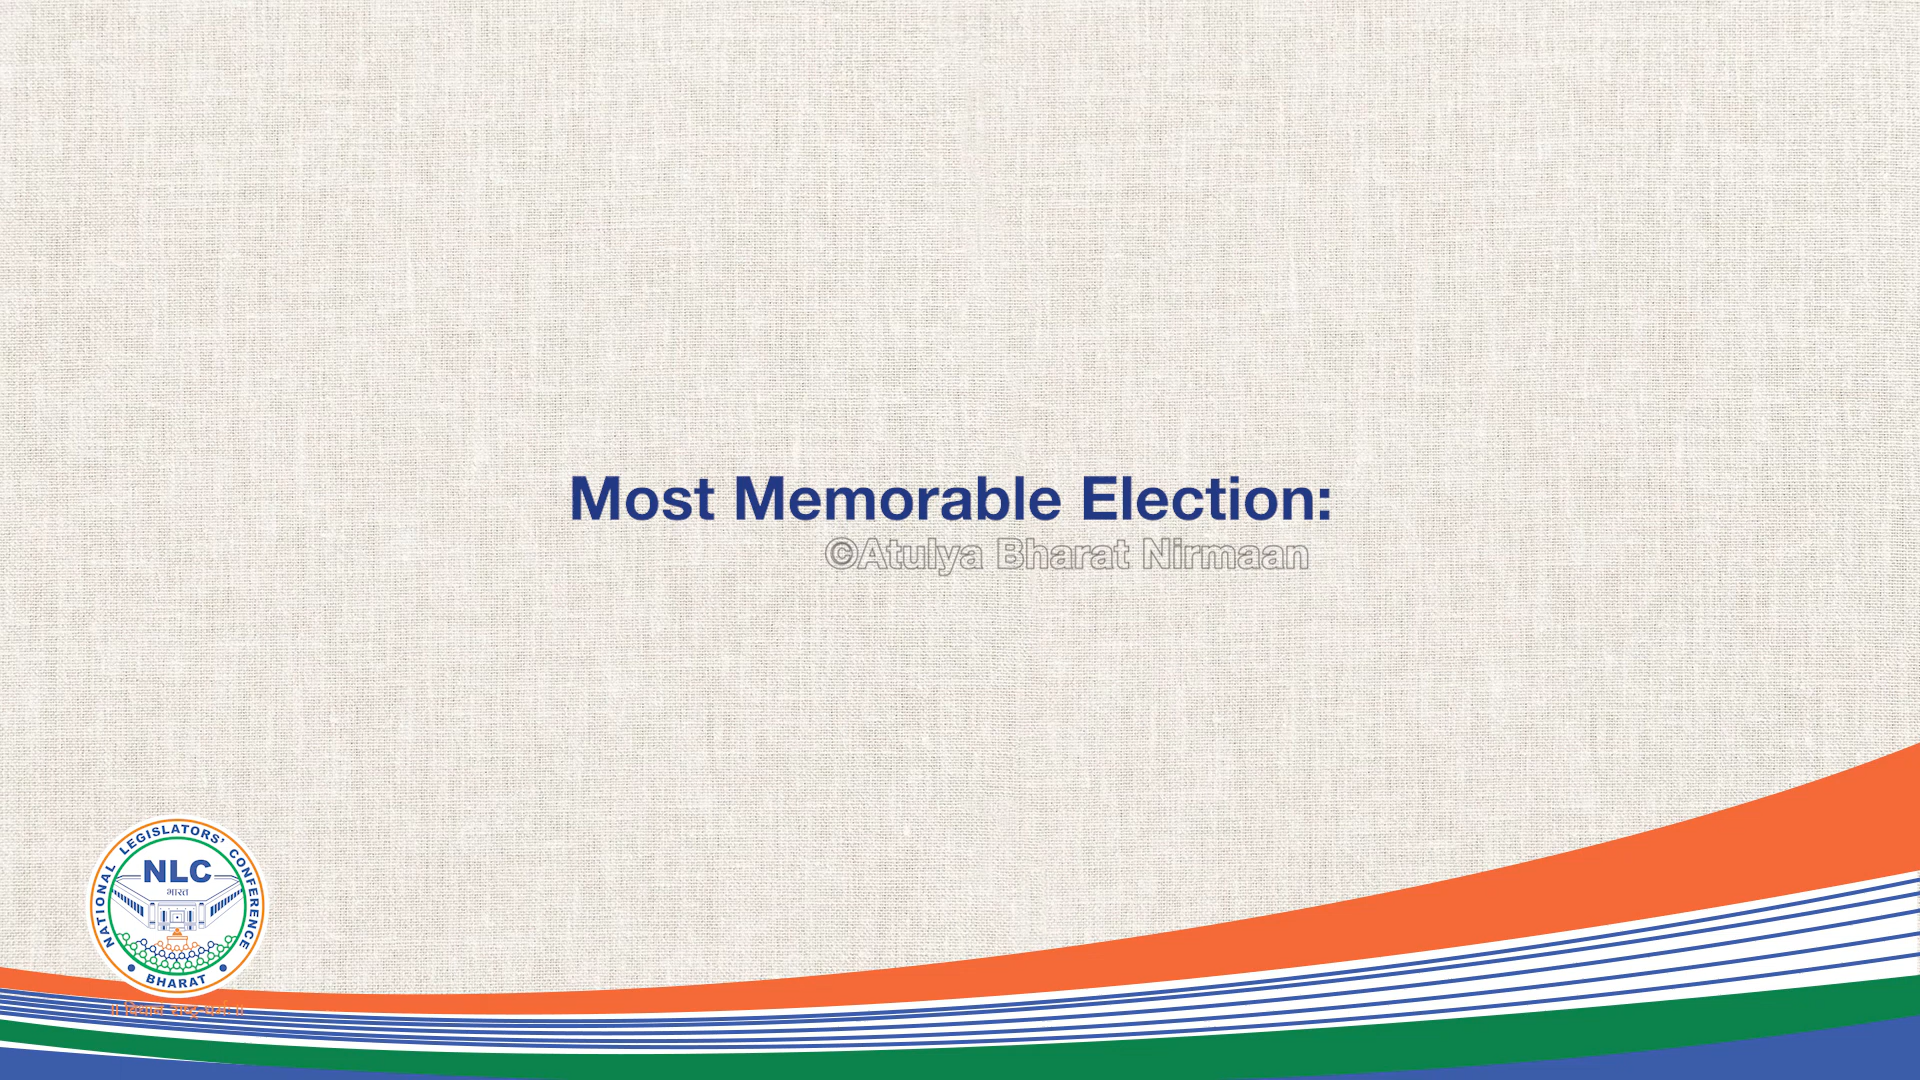 Most Memorable Election:
©Atulya Bharat Nirmaan
NATIONAL LEGISLATORS' CONFERENCE
NLC
भारत
BHARAT